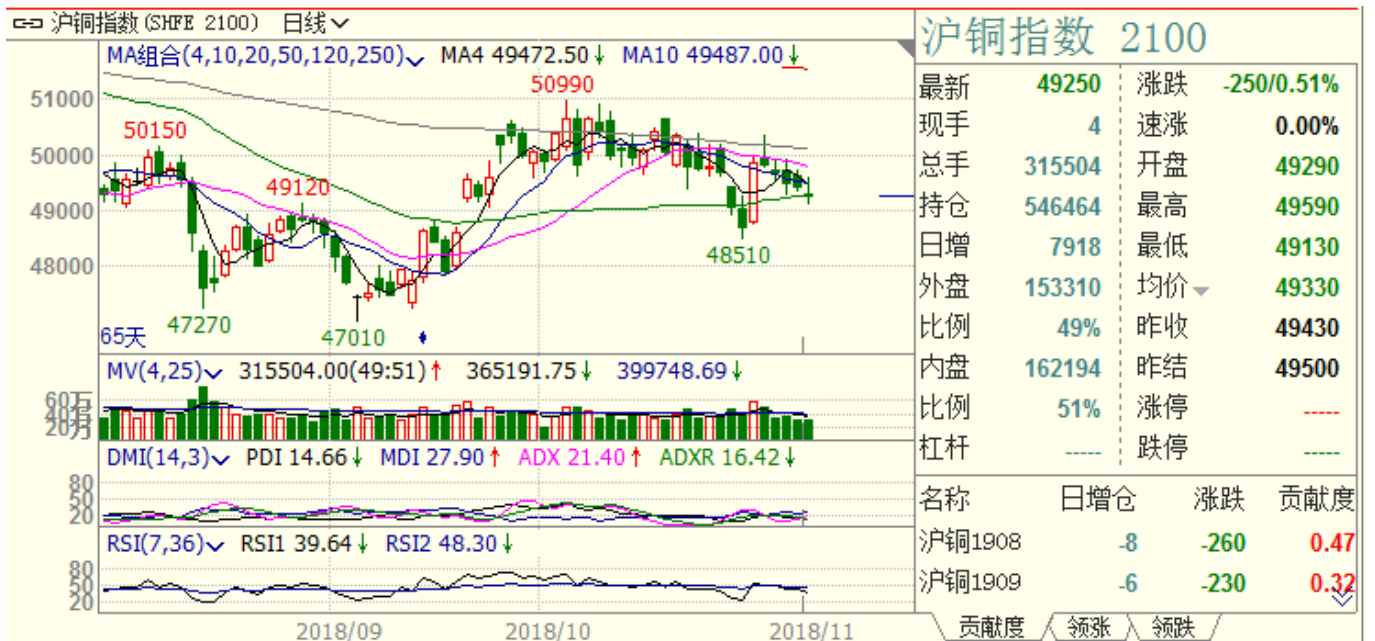 沪铜指数(SHFE 2100) 日线
MA组合(4,10,20,50,120,250) MA4 49472.50↓ MA10 49487.00↓
50990
51000
50150
50000
49120
49000
48510
48000
47270
47010
65天
MV(4,25) 315504.00(49:51)↑ 365191.75↓ 399748.69↓
60万
40万
20万
DMI(14,3) PDI 14.66↓ MDI 27.90↑ ADX 21.40↑ ADXR 16.42↓
80
50
20
RSI(7,36) RSI1 39.64↓ RSI2 48.30↓
80
50
20
2018/09 2018/10 2018/11
沪铜指数 2100
最新 49250 涨跌 -250/0.51%
现手 4 速涨 0.00%
总手 315504 开盘 49290
持仓 546464 最高 49590
日增 7918 最低 49130
外盘 153310 均价 49330
比例 49% 昨收 49430
内盘 162194 昨结 49500
比例 51% 涨停 -----
杠杆 ----- 跌停 -----
名称 日增仓 涨跌 贡献度
沪铜1908 -8 -260 0.47
沪铜1909 -6 -230 0.32
贡献度 领涨 领跌